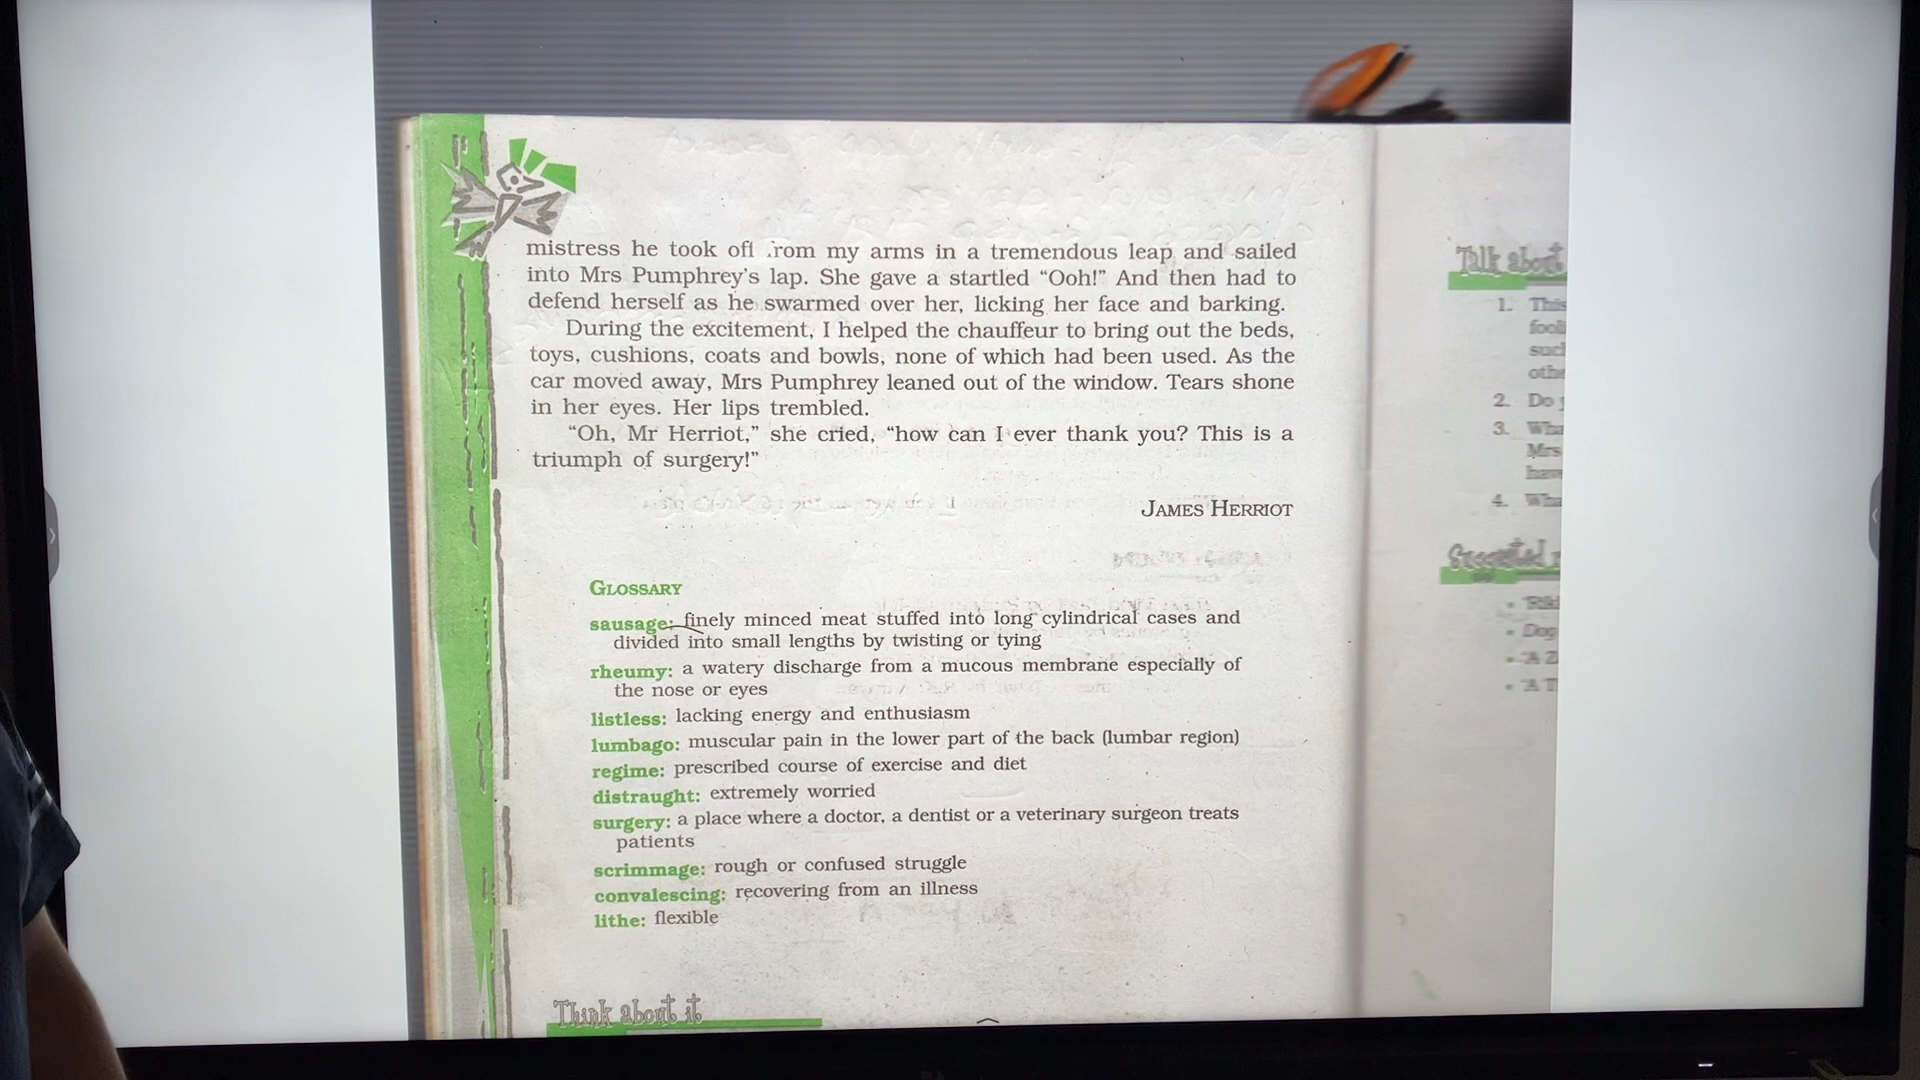 mistress he took off from my arms in a tremendous leap and sailed
into Mrs Pumphrey's lap. She gave a startled “Ooh!” And then had to
defend herself as he swarmed over her, licking her face and barking.
During the excitement, I helped the chauffeur to bring out the beds,
toys, cushions, coats and bowls, none of which had been used. As the
car moved away, Mrs Pumphrey leaned out of the window. Tears shone
in her eyes. Her lips trembled.
“Oh, Mr Herriot,” she cried, “how can I ever thank you? This is a
triumph of surgery!”
JAMES HERRIOT
GLOSSARY
sausage: finely minced meat stuffed into long cylindrical cases and
divided into small lengths by twisting or tying
rheumy: a watery discharge from a mucous membrane especially of
the nose or eyes
listless: lacking energy and enthusiasm
lumbago: muscular pain in the lower part of the back (lumbar region)
regime: prescribed course of exercise and diet
distraught: extremely worried
surgery: a place where a doctor, a dentist or a veterinary surgeon treats
patients
scrimmage: rough or confused struggle
convalescing: recovering from an illness
lithe: flexible
Think about it
Talk about
1. This
2. Do
3.
Mrs
have
4.
Suggested
• Dog
• ‘A
• ‘A